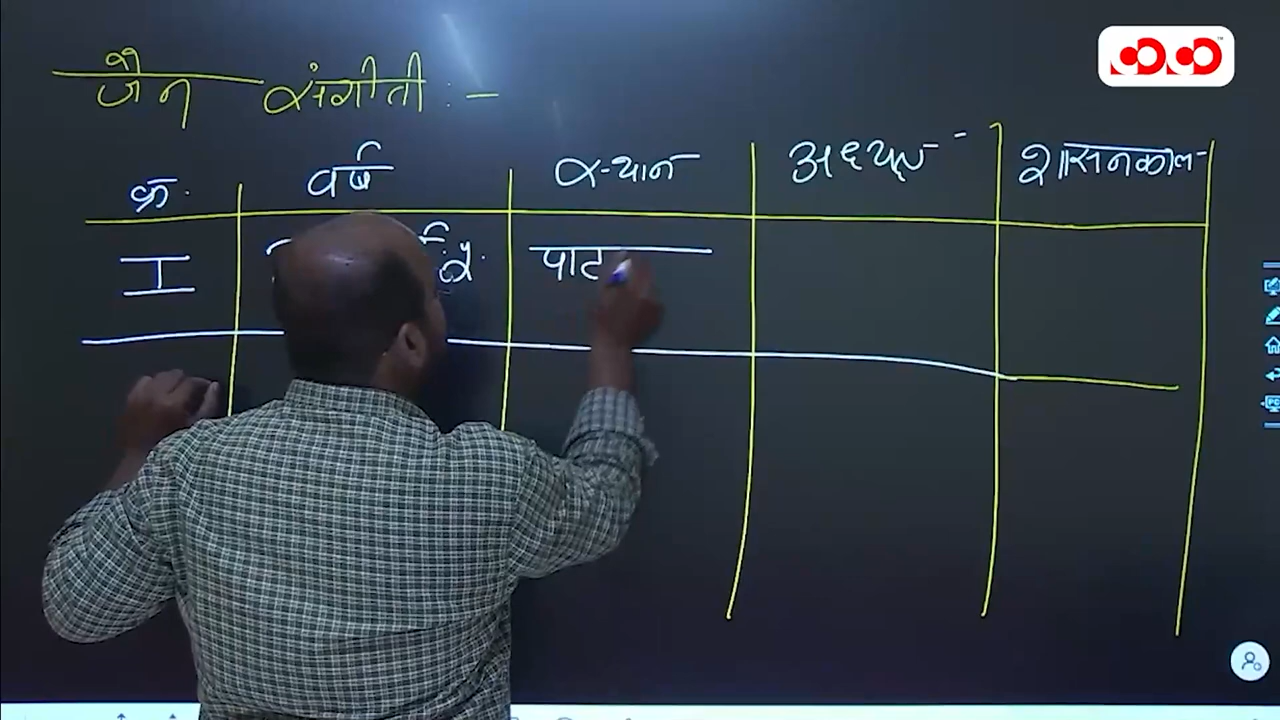 जैन संगीती : -
क्र. वर्ष स्थान अध्यक्ष - शासनकाल -
I पाट